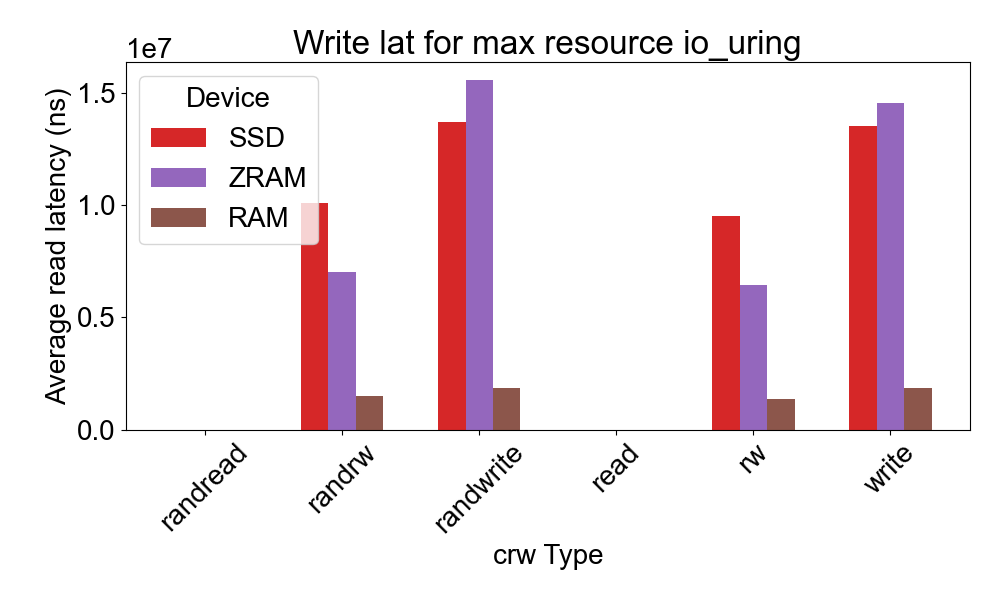 Write lat for max resource io_uring
1e7
Average read latency (ns)
1.5
1.0
0.5
0.0
Device
SSD
ZRAM
RAM
randread
randrw
randwrite
read
rw
write
crw Type